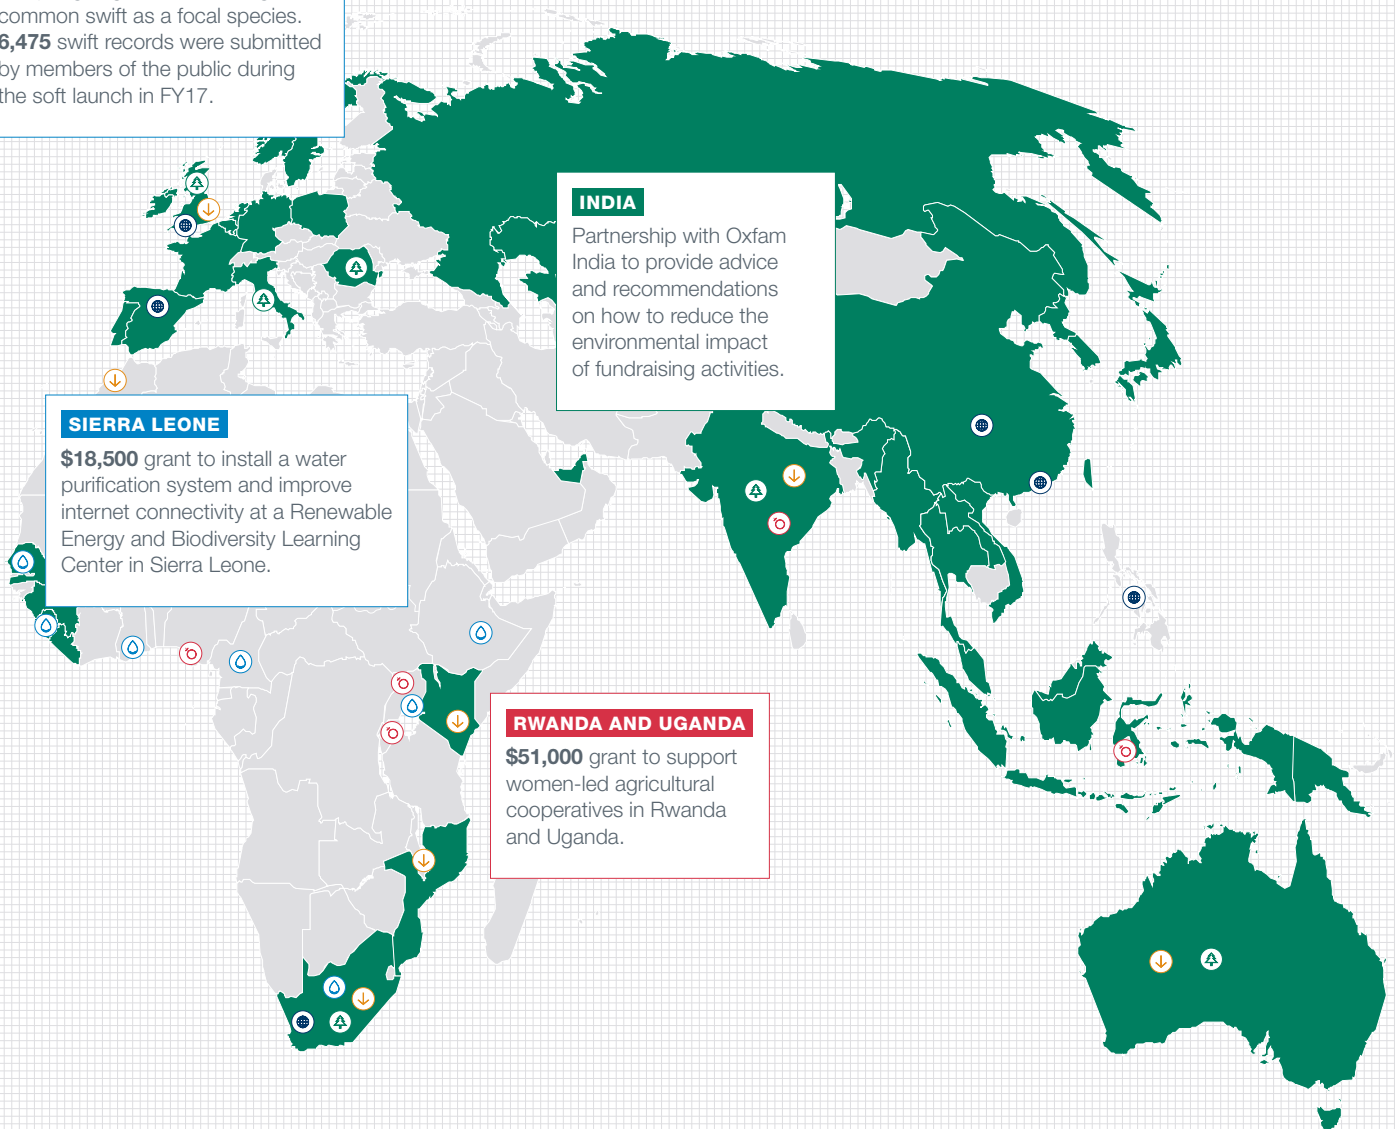 common swift as a focal species.
6,475 swift records were submitted
by members of the public during
the soft launch in FY17.
INDIA
Partnership with Oxfam
India to provide advice
and recommendations
on how to reduce the
environmental impact
of fundraising activities.
SIERRA LEONE
$18,500 grant to install a water
purification system and improve
internet connectivity at a Renewable
Energy and Biodiversity Learning
Center in Sierra Leone.
RWANDA AND UGANDA
$51,000 grant to support
women-led agricultural
cooperatives in Rwanda
and Uganda.